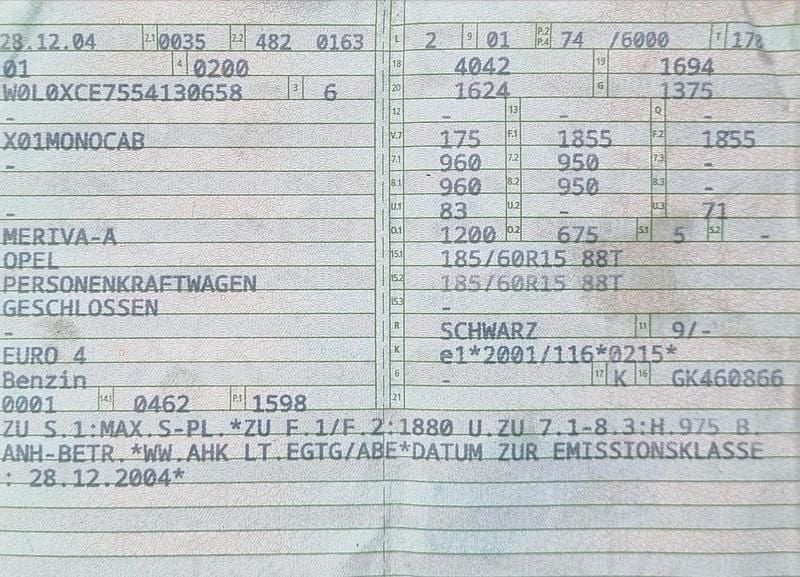 28.12.04 2.1 0035 2.2 482 0163
01 4 0200
W0L0XCE7554130658 3 6
-
X01MONOCAB
-
-
MERIVA-A
OPEL
PERSONENKRAFTWAGEN
GESCHLOSSEN
-
EURO 4
Benzin
0001 14.1 0462 P.1 1598
L 2 9 01 P.2 P.4 74 /6000 T 178
18 4042 19 1694
20 1624 G 1375
12 - 13 - Q -
V.7 175 F.1 1855 F.2 1855
7.1 960 7.2 950 7.3 -
8.1 960 8.2 950 8.3 -
U.1 83 U.2 - U.3 71
O.1 1200 O.2 675 S.1 5 S.2 -
15.1 185/60R15 88T
15.2 185/60R15 88T
15.3 -
R SCHWARZ 11 9/-
K e1*2001/116*0215*
6 - 17 K 16 GK460866
21
ZU S.1:MAX.S-PL.*ZU F.1/F.2:1880 U.ZU 7.1-8.3:H.975 B.
ANH-BETR.*WW.AHK LT.EGTG/ABE*DATUM ZUR EMISSIONSKLASSE
: 28.12.2004*